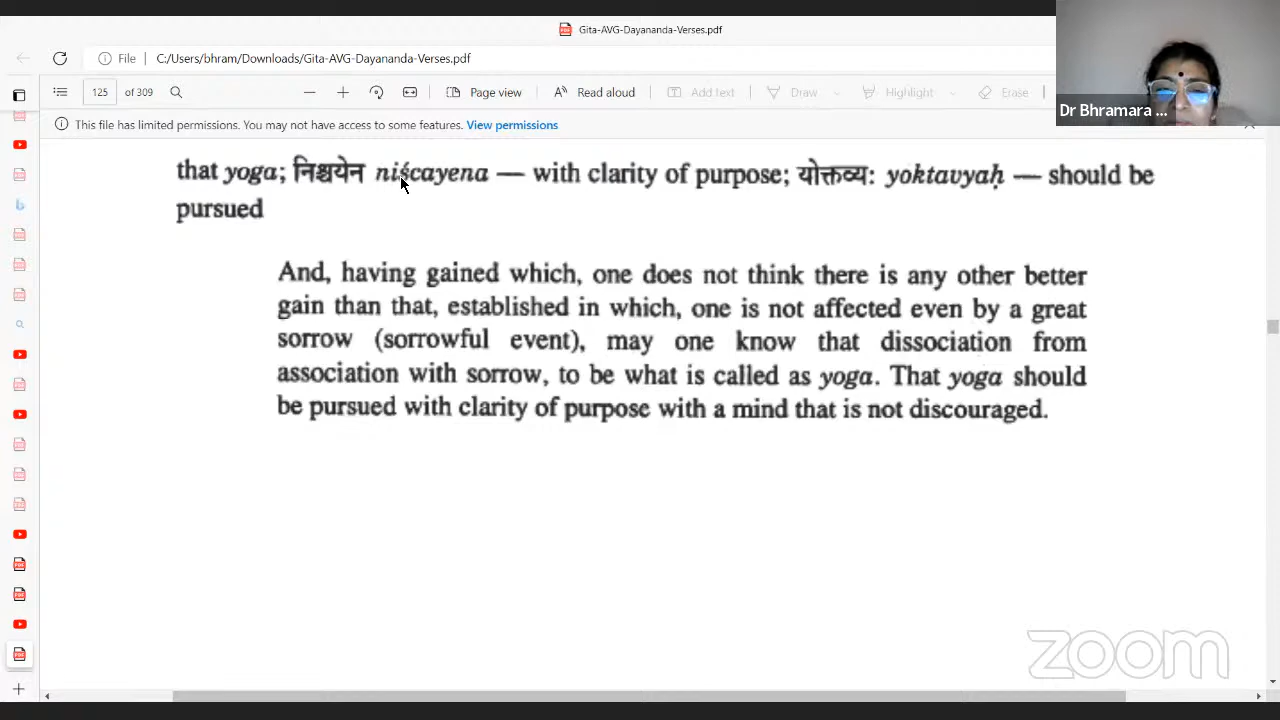 Gita-AVG-Dayananda-Verses.pdf
File | C:/Users/bhram/Downloads/Gita-AVG-Dayananda-Verses.pdf
125 of 309 Page view Read aloud Add text Draw Highlight Erase
Dr Bhramara ...
This file has limited permissions. You may not have access to some features. View permissions
that yoga; निश्चयेन niścayena — with clarity of purpose; योक्तव्य: yoktavyaḥ — should be
pursued
And, having gained which, one does not think there is any other better
gain than that, established in which, one is not affected even by a great
sorrow (sorrowful event), may one know that dissociation from
association with sorrow, to be what is called as yoga. That yoga should
be pursued with clarity of purpose with a mind that is not discouraged.
zoom